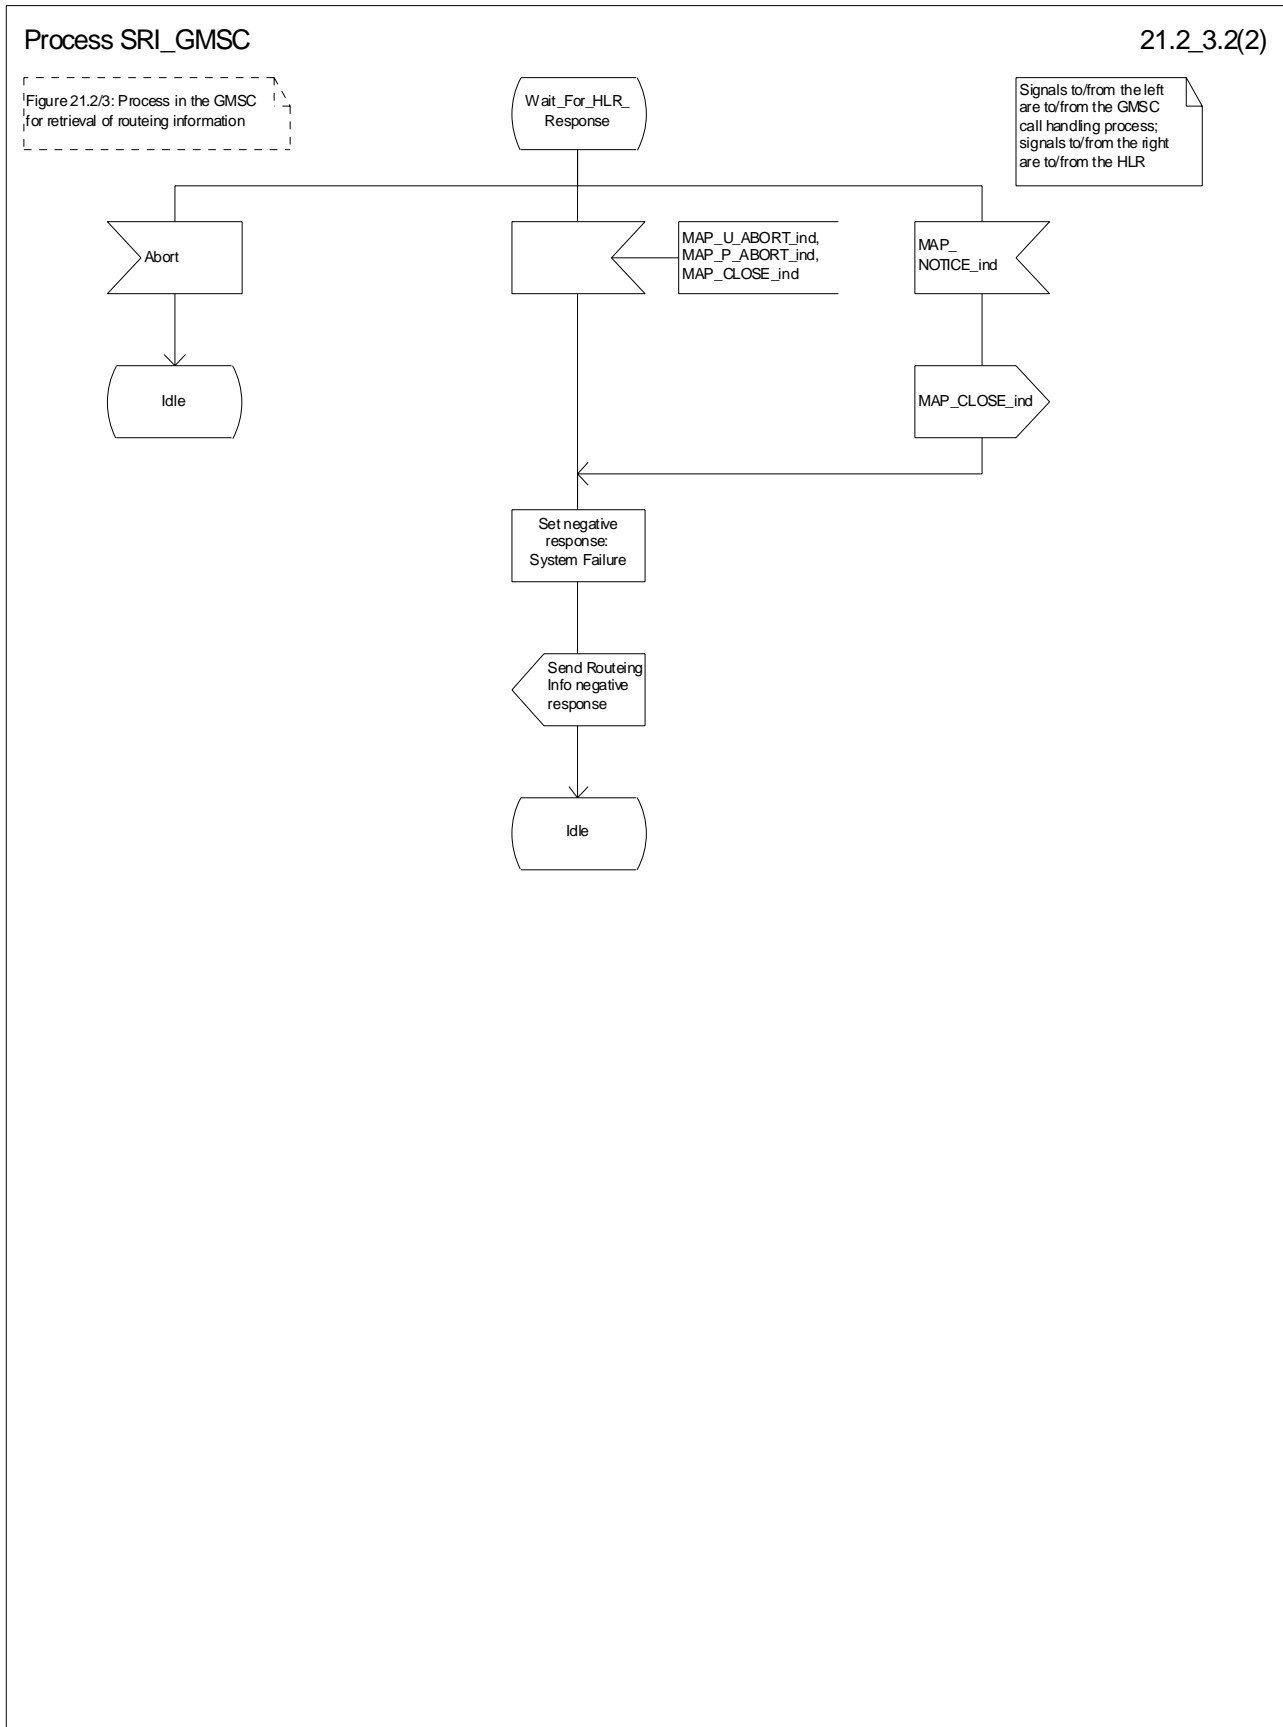 Process SRI_GMSC
21.2_3.2(2)
Figure 21.2/3: Process in the GMSC
for retrieval of routeing information
Wait_For_HLR_
Response
Signals to/from the left
are to/from the GMSC
call handling process;
signals to/from the right
are to/from the HLR
Abort
MAP_U_ABORT_ind,
MAP_P_ABORT_ind,
MAP_CLOSE_ind
MAP_
NOTICE_ind
Idle
MAP_CLOSE_ind
Set negative
response:
System Failure
Send Routeing
Info negative
response
Idle